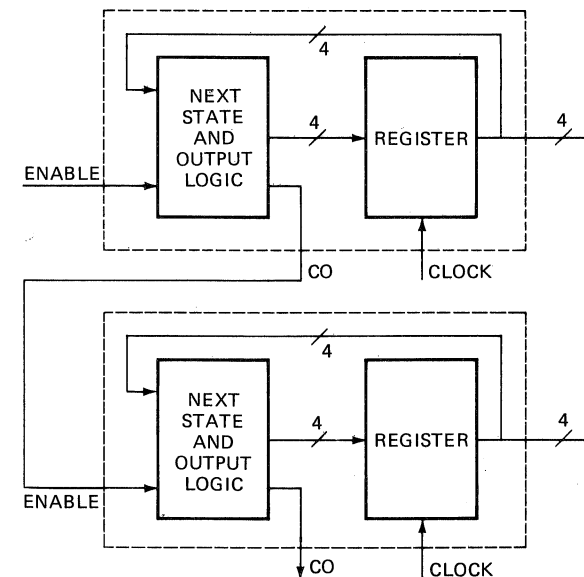 4
NEXT
STATE
AND
OUTPUT
LOGIC
4
REGISTER
4
ENABLE
CO
CLOCK
4
NEXT
STATE
AND
OUTPUT
LOGIC
4
REGISTER
4
ENABLE
CO
CLOCK